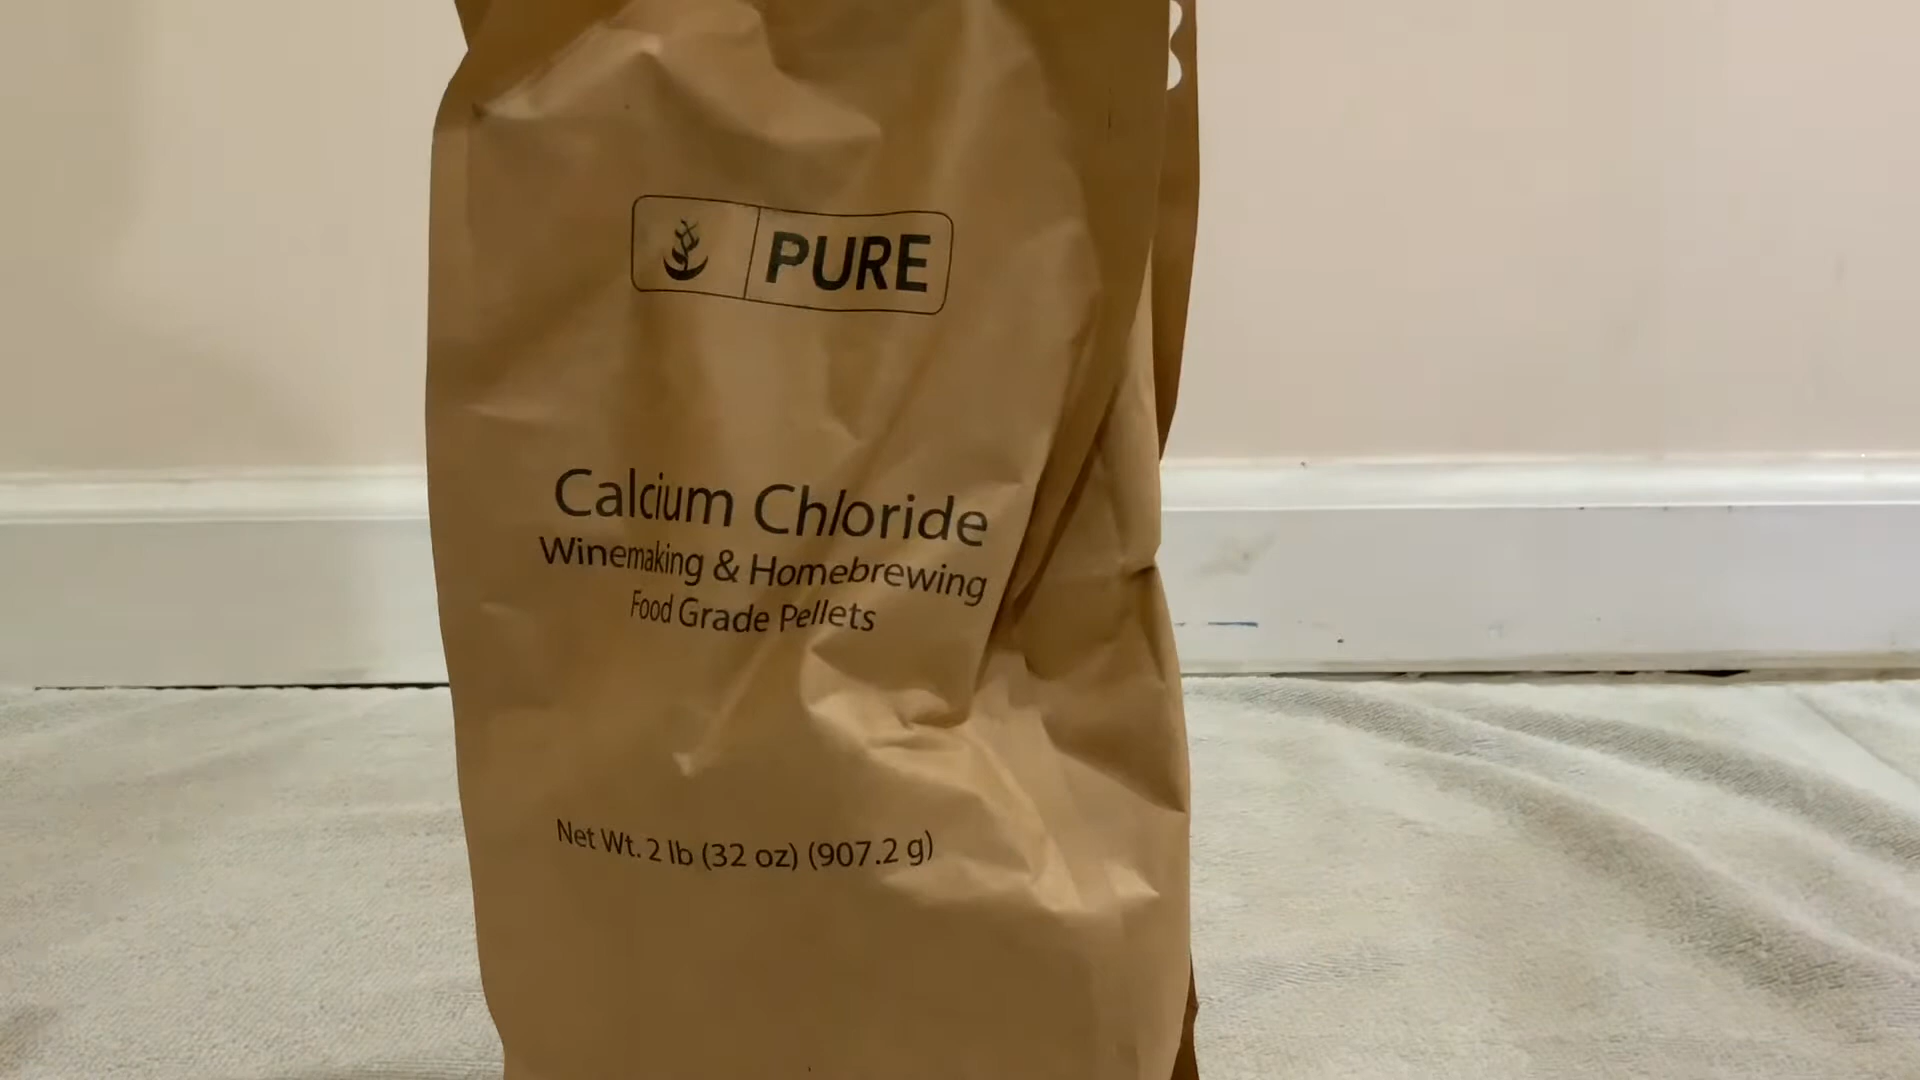 PURE
Calcium Chloride
Winemaking & Homebrewing
Food Grade Pellets
Net Wt. 2 lb (32 oz) (907.2 g)